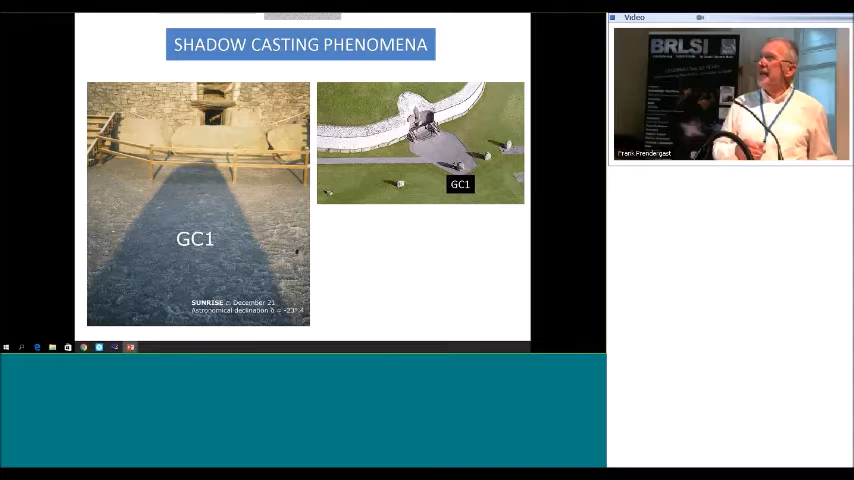 SHADOW CASTING PHENOMENA
GC1
SUNRISE c. December 21
Astronomical declination δ = -23°.4
GC1
Video
BRLSI
Frank Prendergast